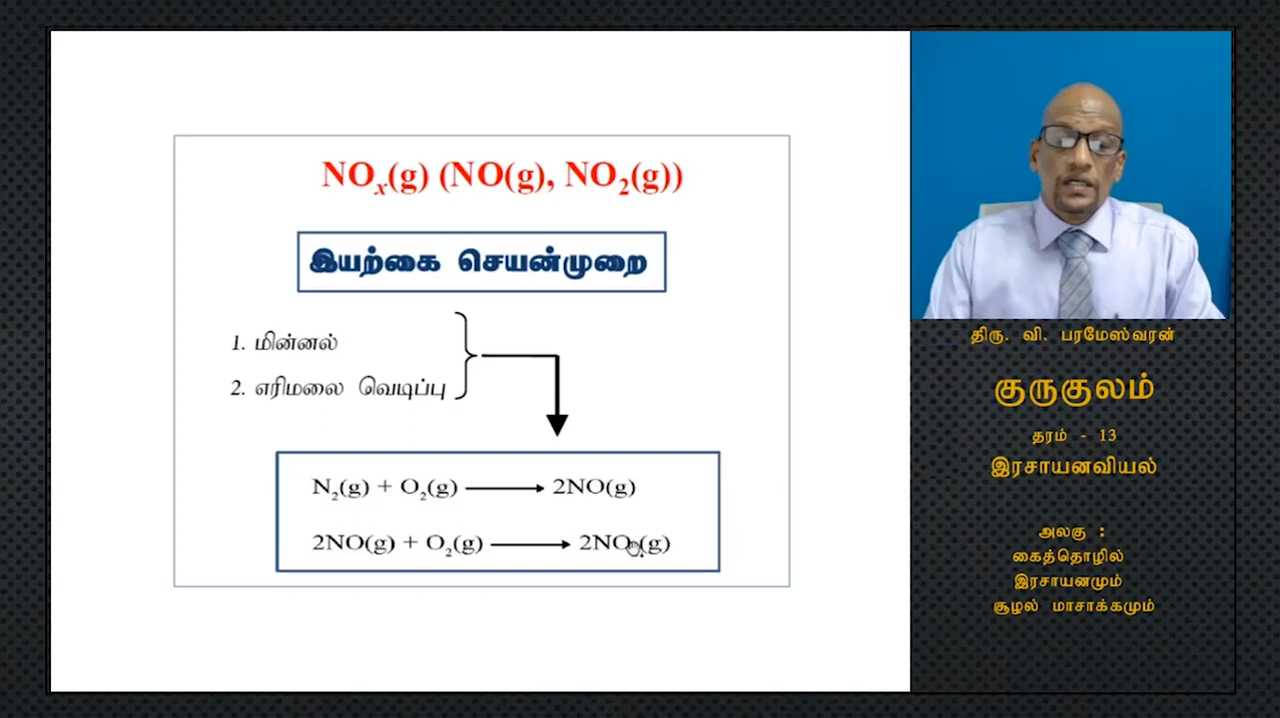 NOₓ(g) (NO(g), NO₂(g))
இயற்கை செயன்முறை
1. மின்னல்
2. எரிமலை வெடிப்பு
N₂(g) + O₂(g) ⟶ 2NO(g)
2NO(g) + O₂(g) ⟶ 2NO₂(g)
திரு. வி. பரமேஸ்வரன்
குருகுலம்
தரம் - 13
இரசாயனவியல்
அலகு :
கைத்தொழில்
இரசாயனமும்
சூழல் மாசாக்கமும்